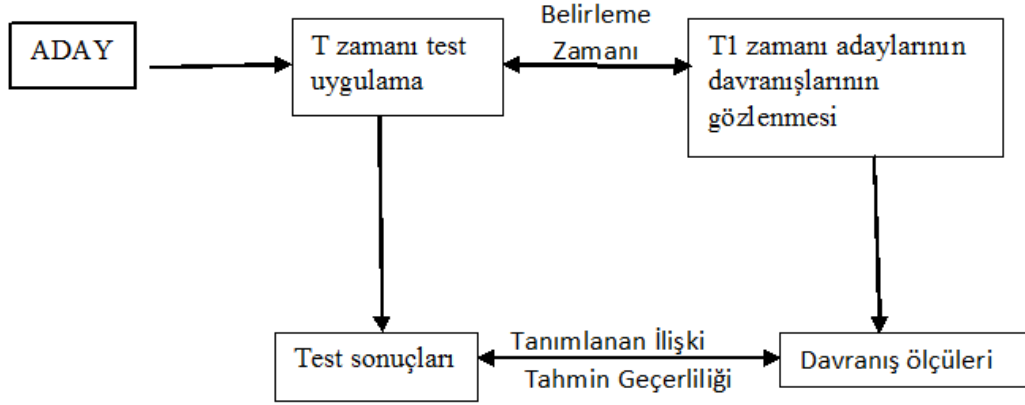 ADAY
T zamanı test
uygulama
Belirleme
Zamanı
T1 zamanı adaylarının
davranışlarının
gözlenmesi
Test sonuçları
Tanımlanan İlişki
Tahmin Geçerliliği
Davranış ölçüleri